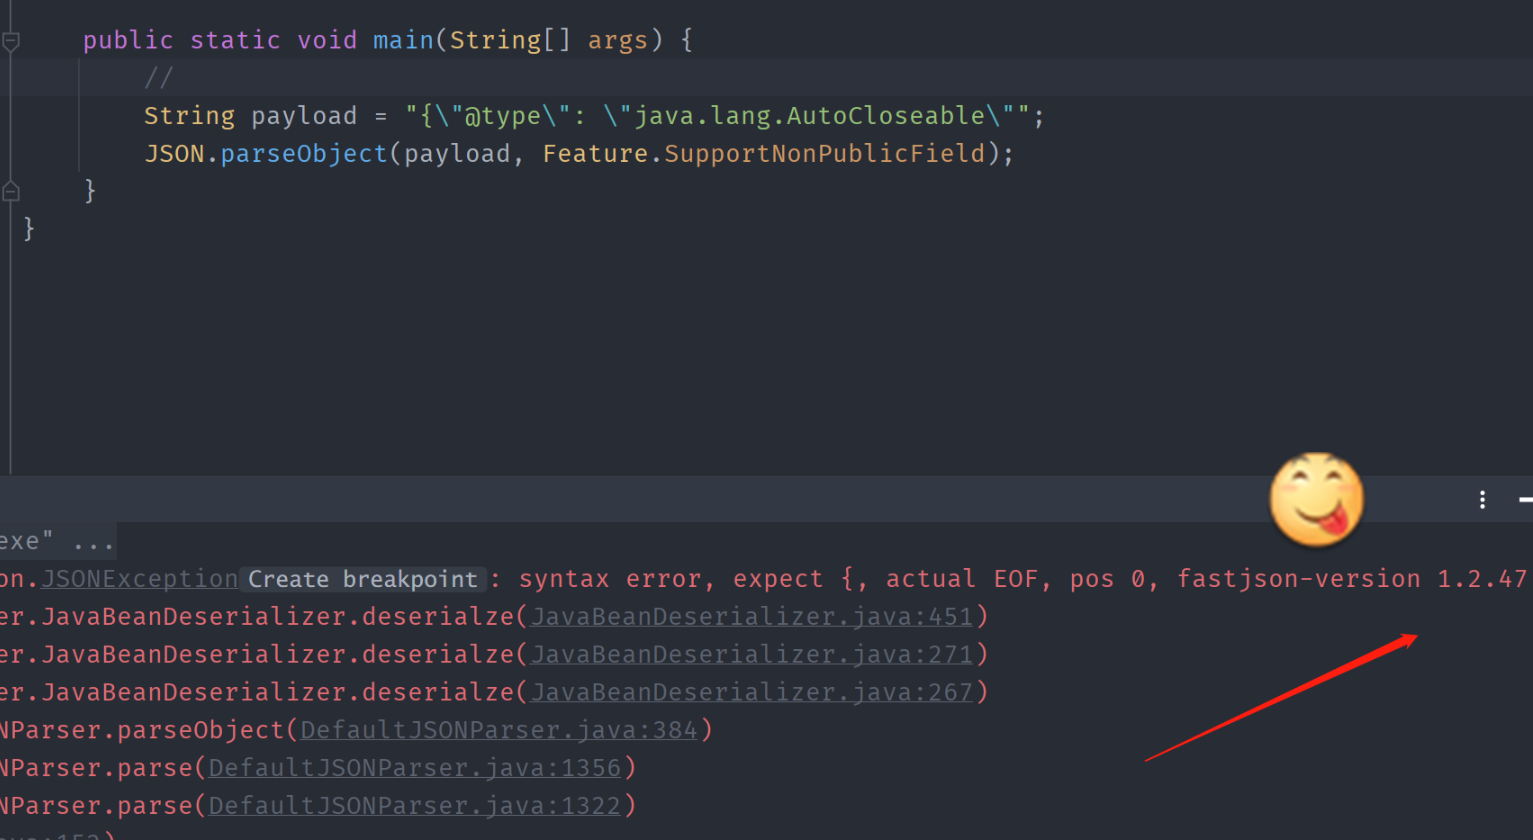 public static void main(String[] args) {
//
String payload = "{\"@type\": \"java.lang.AutoCloseable\"";
JSON.parseObject(payload, Feature.SupportNonPublicField);
}
}
exe" ...
on.JSONException Create breakpoint : syntax error, expect {, actual EOF, pos 0, fastjson-version 1.2.47
er.JavaBeanDeserializer.deserialze(JavaBeanDeserializer.java:451)
er.JavaBeanDeserializer.deserialze(JavaBeanDeserializer.java:271)
er.JavaBeanDeserializer.deserialze(JavaBeanDeserializer.java:267)
NParser.parseObject(DefaultJSONParser.java:384)
NParser.parse(DefaultJSONParser.java:1356)
NParser.parse(DefaultJSONParser.java:1322)